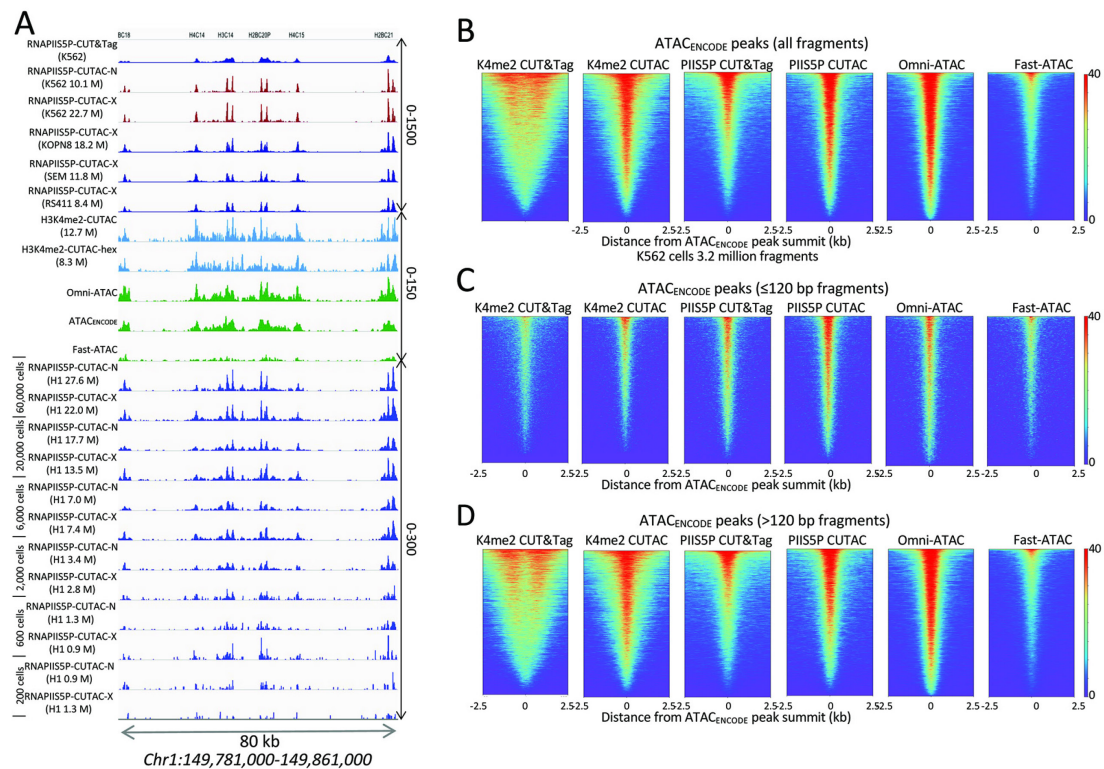 A
BC18 H4C14 H3C14 H2BC20P H4C15 H2BC21
RNAPIIS5P-CUT&Tag
(K562)
RNAPIIS5P-CUTAC-N
(K562 10.1 M)
RNAPIIS5P-CUTAC-X
(K562 22.7 M)
RNAPIIS5P-CUTAC-X
(KOPN8 18.2 M)
RNAPIIS5P-CUTAC-X
(SEM 11.8 M)
RNAPIIS5P-CUTAC-X
(RS411 8.4 M)
0-1500
H3K4me2-CUTAC
(12.7 M)
H3K4me2-CUTAC-hex
(8.3 M)
Omni-ATAC
ATACENCODE
Fast-ATAC
0-150
60,000 cells
RNAPIIS5P-CUTAC-N
(H1 27.6 M)
RNAPIIS5P-CUTAC-X
(H1 22.0 M)
20,000 cells
RNAPIIS5P-CUTAC-N
(H1 17.7 M)
RNAPIIS5P-CUTAC-X
(H1 13.5 M)
6,000 cells
RNAPIIS5P-CUTAC-N
(H1 7.0 M)
RNAPIIS5P-CUTAC-X
(H1 7.4 M)
2,000 cells
RNAPIIS5P-CUTAC-N
(H1 3.4 M)
RNAPIIS5P-CUTAC-X
(H1 2.8 M)
600 cells
RNAPIIS5P-CUTAC-N
(H1 1.3 M)
RNAPIIS5P-CUTAC-X
(H1 0.9 M)
200 cells
RNAPIIS5P-CUTAC-N
(H1 0.9 M)
RNAPIIS5P-CUTAC-X
(H1 1.3 M)
0-300
80 kb
Chr1:149,781,000-149,861,000
B
ATACENCODE peaks (all fragments)
K4me2 CUT&Tag K4me2 CUTAC PIIS5P CUT&Tag PIIS5P CUTAC Omni-ATAC Fast-ATAC
40
0
-2.5 0 2.5-2.5 0 2.5-2.5 0 2.5-2.5 0 2.5-2.5 0 2.5
Distance from ATACENCODE peak summit (kb)
K562 cells 3.2 million fragments
C
ATACENCODE peaks (≤120 bp fragments)
K4me2 CUT&Tag K4me2 CUTAC PIIS5P CUT&Tag PIIS5P CUTAC Omni-ATAC Fast-ATAC
40
0
-2.5 0 2.5-2.5 0 2.5-2.5 0 2.5-2.5 0 2.5-2.5 0 2.5-2.5 0 2.5
Distance from ATACENCODE peak summit (kb)
D
ATACENCODE peaks (>120 bp fragments)
K4me2 CUT&Tag K4me2 CUTAC PIIS5P CUT&Tag PIIS5P CUTAC Omni-ATAC Fast-ATAC
40
0
-2.5 0 2.5-2.5 0 2.5-2.5 0 2.5-2.5 0 2.5-2.5 0 2.5-2.5 0 2.5
Distance from ATACENCODE peak summit (kb)